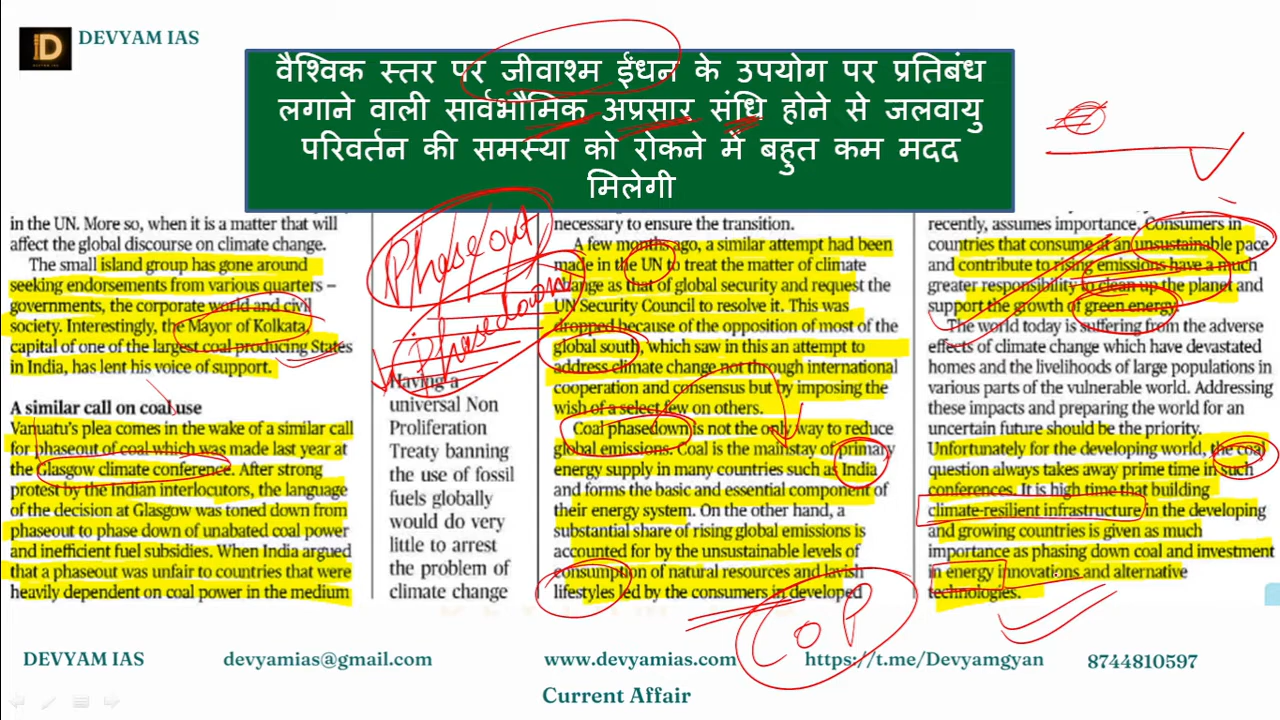 DEVYAM IAS
वैश्विक स्तर पर जीवाश्म ईंधन के उपयोग पर प्रतिबंध
लगाने वाली सार्वभौमिक अप्रसार संधि होने से जलवायु
परिवर्तन की समस्या को रोकने में बहुत कम मदद
मिलेगी
in the UN. More so, when it is a matter that will
affect the global discourse on climate change.
The small island group has gone around
seeking endorsements from various quarters –
governments, the corporate world and civil
society. Interestingly, the Mayor of Kolkata,
capital of one of the largest coal producing States
in India, has lent his voice of support.
A similar call on coal use
Vanuatu's plea comes in the wake of a similar call
for phaseout of coal which was made last year at
the Glasgow climate conference. After strong
protest by the Indian interlocutors, the language
of the decision at Glasgow was toned down from
phaseout to phase down of unabated coal power
and inefficient fuel subsidies. When India argued
that a phaseout was unfair to countries that were
heavily dependent on coal power in the medium
Phaseout
Phasedown
Having a
universal Non
Proliferation
Treaty banning
the use of fossil
fuels globally
would do very
little to arrest
the problem of
climate change
necessary to ensure the transition.
A few months ago, a similar attempt had been
made in the UN to treat the matter of climate
change as that of global security and request the
UN Security Council to resolve it. This was
dropped because of the opposition of most of the
global south, which saw in this an attempt to
address climate change not through international
cooperation and consensus but by imposing the
wish of a select few on others.
Coal phasedown is not the only way to reduce
global emissions. Coal is the mainstay of primary
energy supply in many countries such as India
and forms the basic and essential component of
their energy system. On the other hand, a
substantial share of rising global emissions is
accounted for by the unsustainable levels of
consumption of natural resources and lavish
lifestyles led by the consumers in developed
COP
recently, assumes importance. Consumers in
countries that consume at an unsustainable pace
and contribute to rising emissions have a much
greater responsibility to clean up the planet and
support the growth of green energy.
The world today is suffering from the adverse
effects of climate change which have devastated
homes and the livelihoods of large populations in
various parts of the vulnerable world. Addressing
these impacts and preparing the world for an
uncertain future should be the priority.
Unfortunately for the developing world, the coal
question always takes away prime time in such
conferences. It is high time that building
climate-resilient infrastructure in the developing
and growing countries is given as much
importance as phasing down coal and investment
in energy innovations and alternative
technologies.
DEVYAM IAS
devyamias@gmail.com
www.devyamias.com
https://t.me/Devyamgyan
8744810597
Current Affair